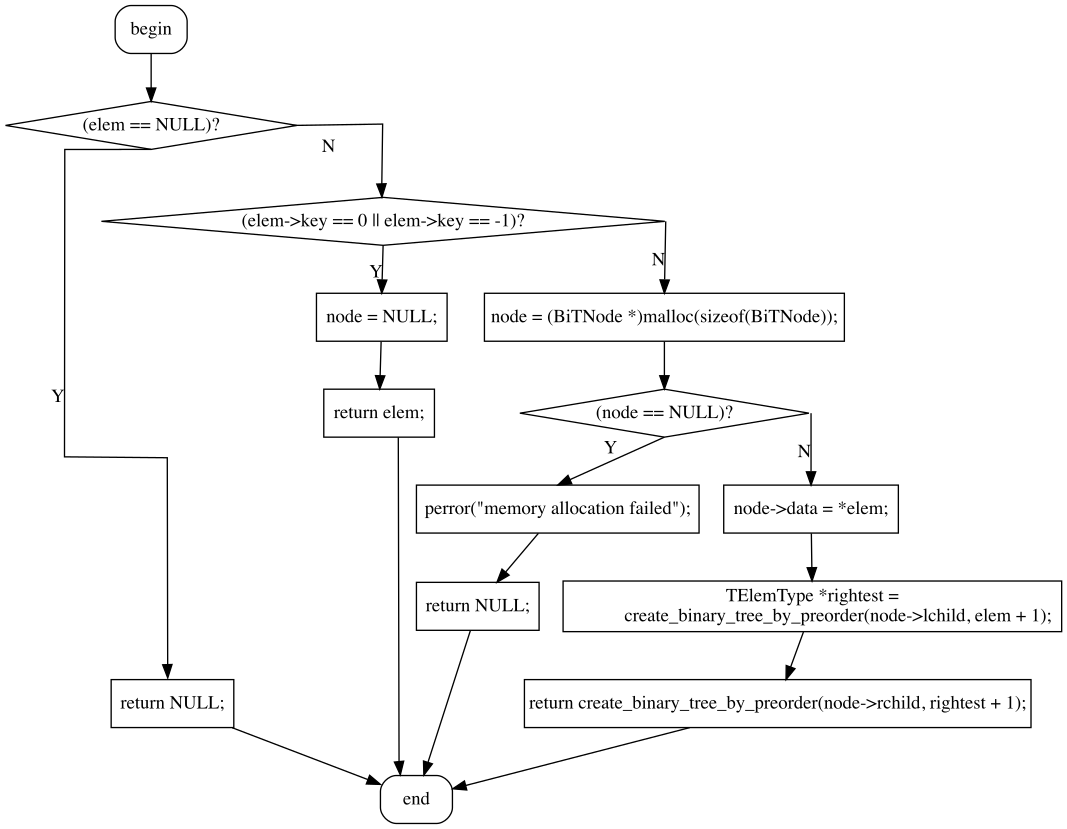 begin
(elem == NULL)?
N
(elem->key == 0 || elem->key == -1)?
Y
N
node = NULL;
node = (BiTNode *)malloc(sizeof(BiTNode));
Y
return elem;
(node == NULL)?
Y
N
perror("memory allocation failed");
node->data = *elem;
return NULL;
TElemType *rightest =
create_binary_tree_by_preorder(node->lchild, elem + 1);
return NULL;
return create_binary_tree_by_preorder(node->rchild, rightest + 1);
end